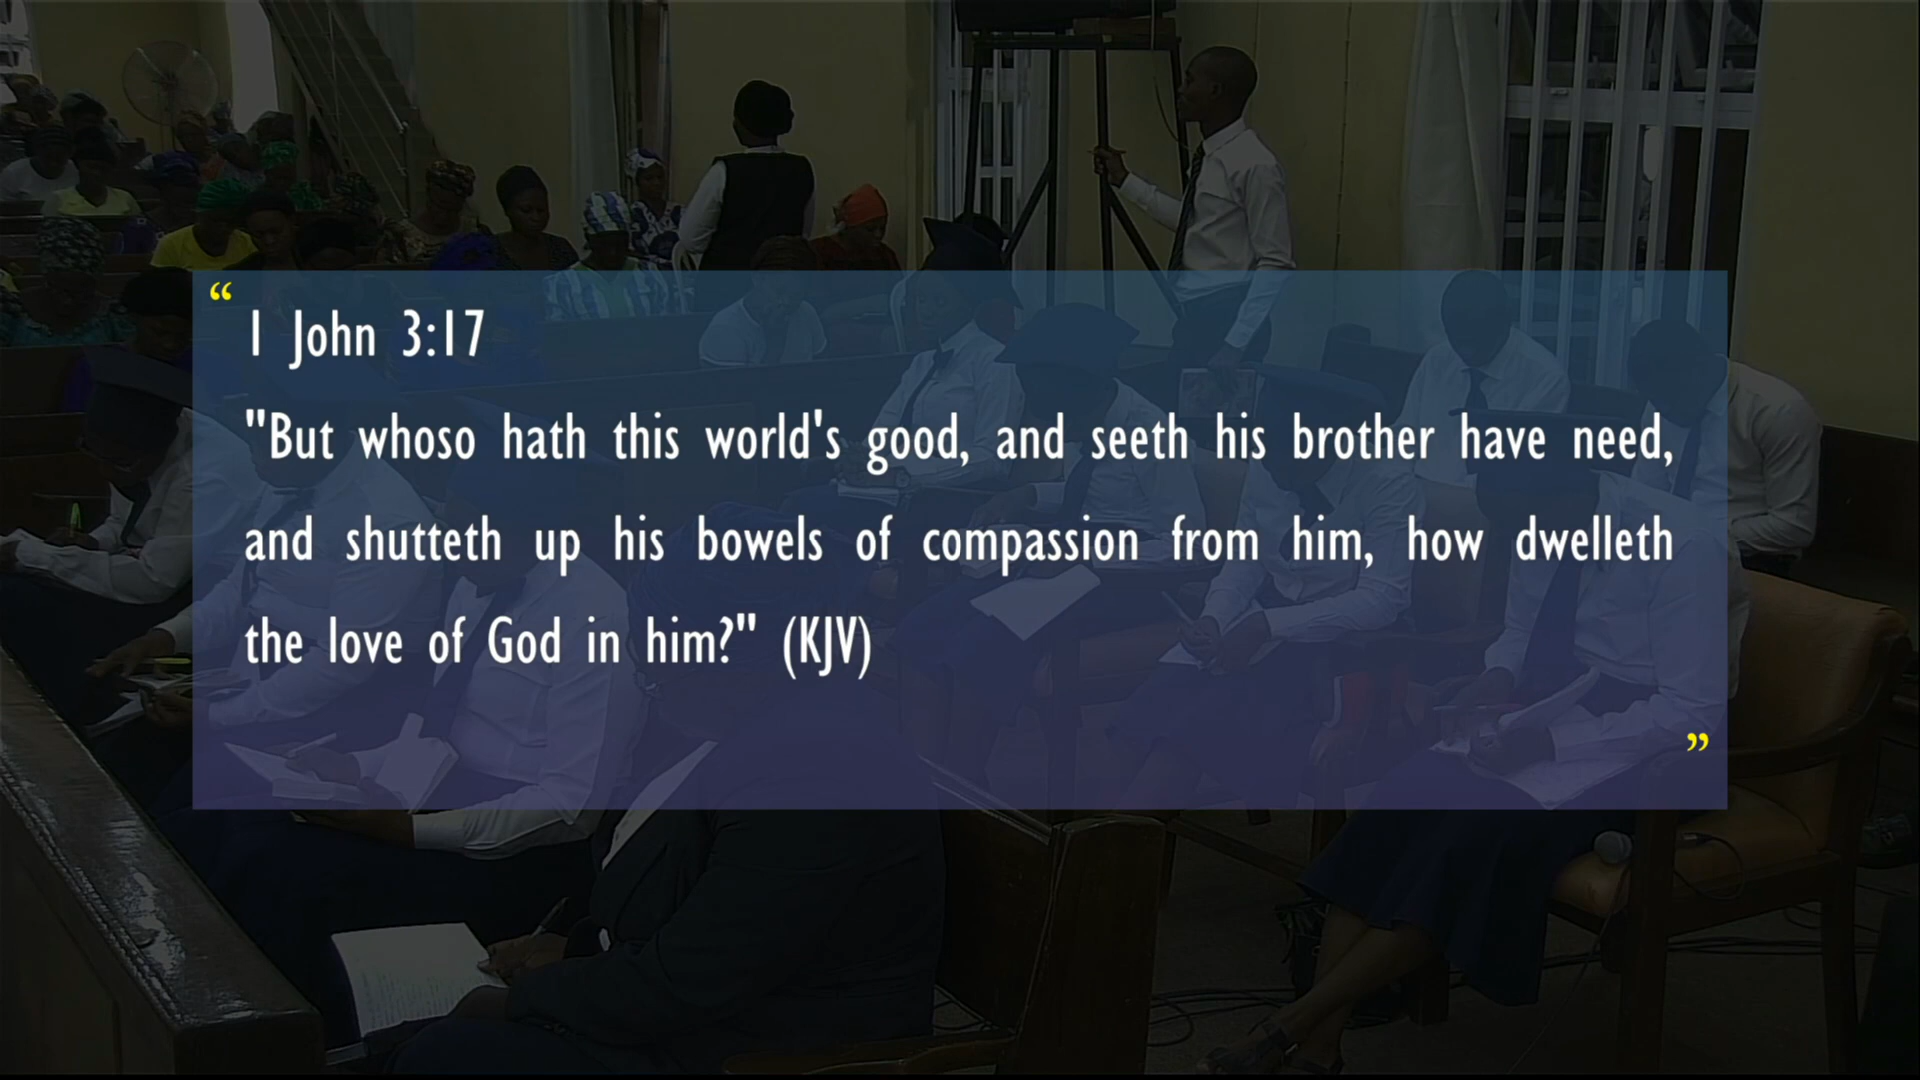 “
1 John 3:17
"But whoso hath this world's good, and seeth his brother have need,
and shutteth up his bowels of compassion from him, how dwelleth
the love of God in him?" (KJV)
”